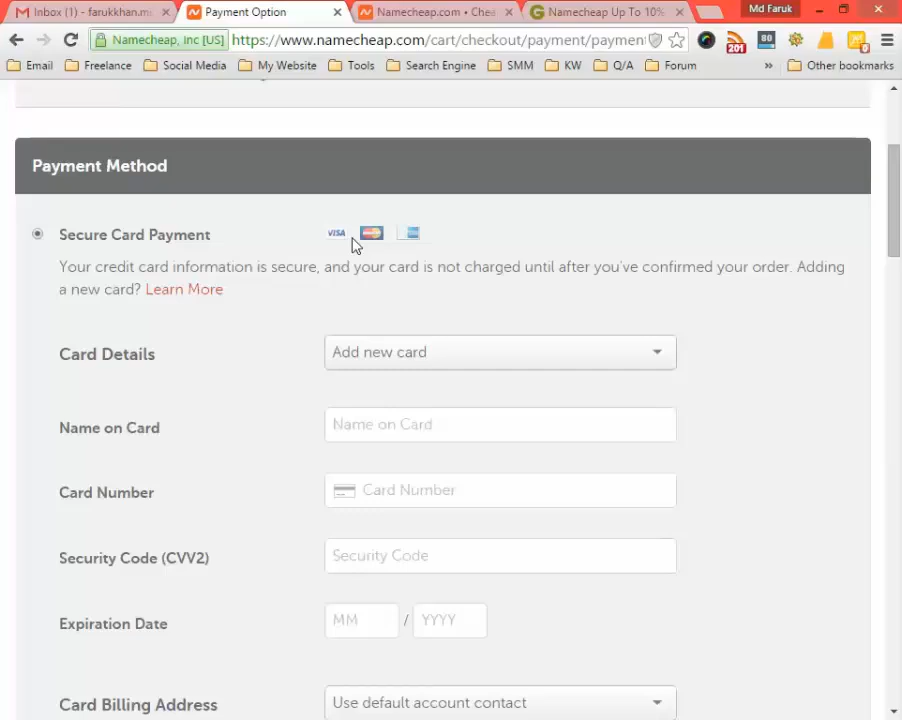 Inbox (1) - farukkhan.m
Payment Option
Namecheap.com • Chea
Namecheap Up To 10%
Md Faruk
Namecheap, Inc [US]
https://www.namecheap.com/cart/checkout/payment/payment
201
80
Email
Freelance
Social Media
My Website
Tools
Search Engine
SMM
KW
Q/A
Forum
»
Other bookmarks
Payment Method
Secure Card Payment
VISA
Your credit card information is secure, and your card is not charged until after you've confirmed your order. Adding
a new card? Learn More
Card Details
Add new card
Name on Card
Name on Card
Card Number
Card Number
Security Code (CVV2)
Security Code
Expiration Date
MM / YYYY
Card Billing Address
Use default account contact